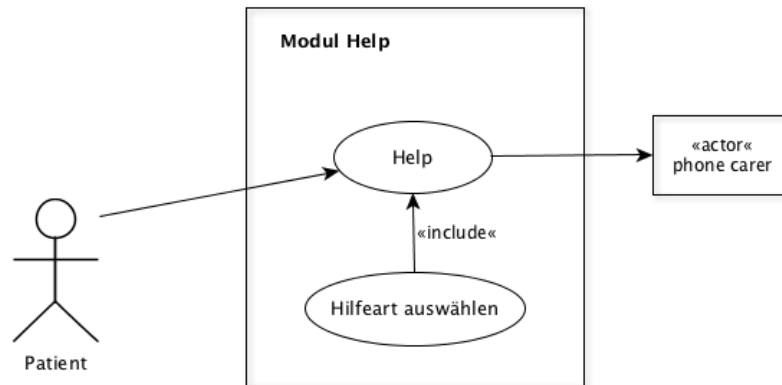 Modul Help
Help
«actor«
phone carer
«include«
Hilfeart auswählen
Patient